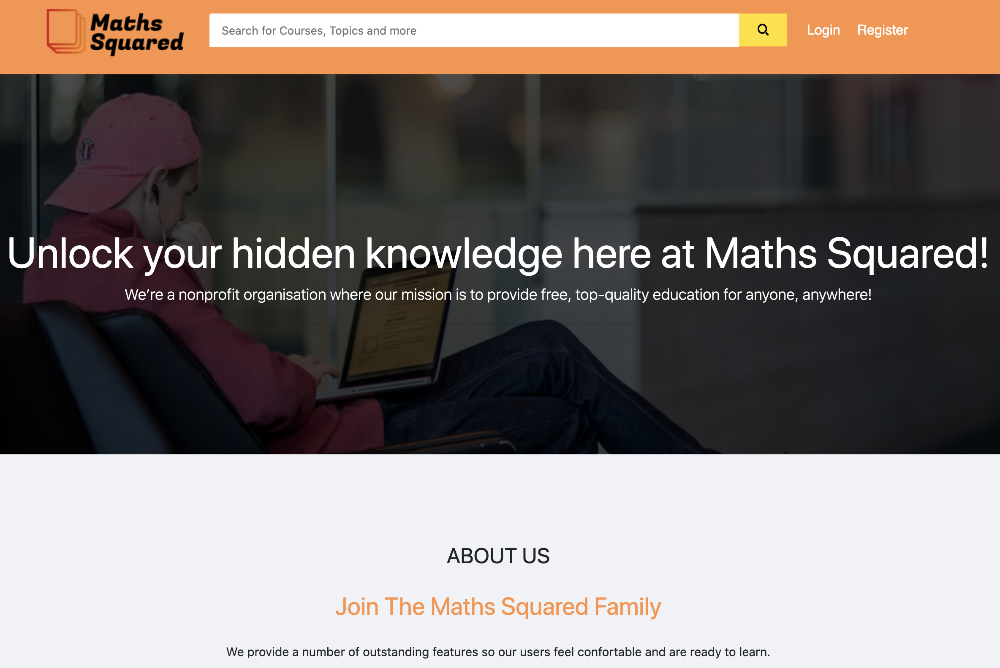 Maths
Squared
Search for Courses, Topics and more
Login
Register
Unlock your hidden knowledge here at Maths Squared!
We’re a nonprofit organisation where our mission is to provide free, top-quality education for anyone, anywhere!
ABOUT US
Join The Maths Squared Family
We provide a number of outstanding features so our users feel confortable and are ready to learn.